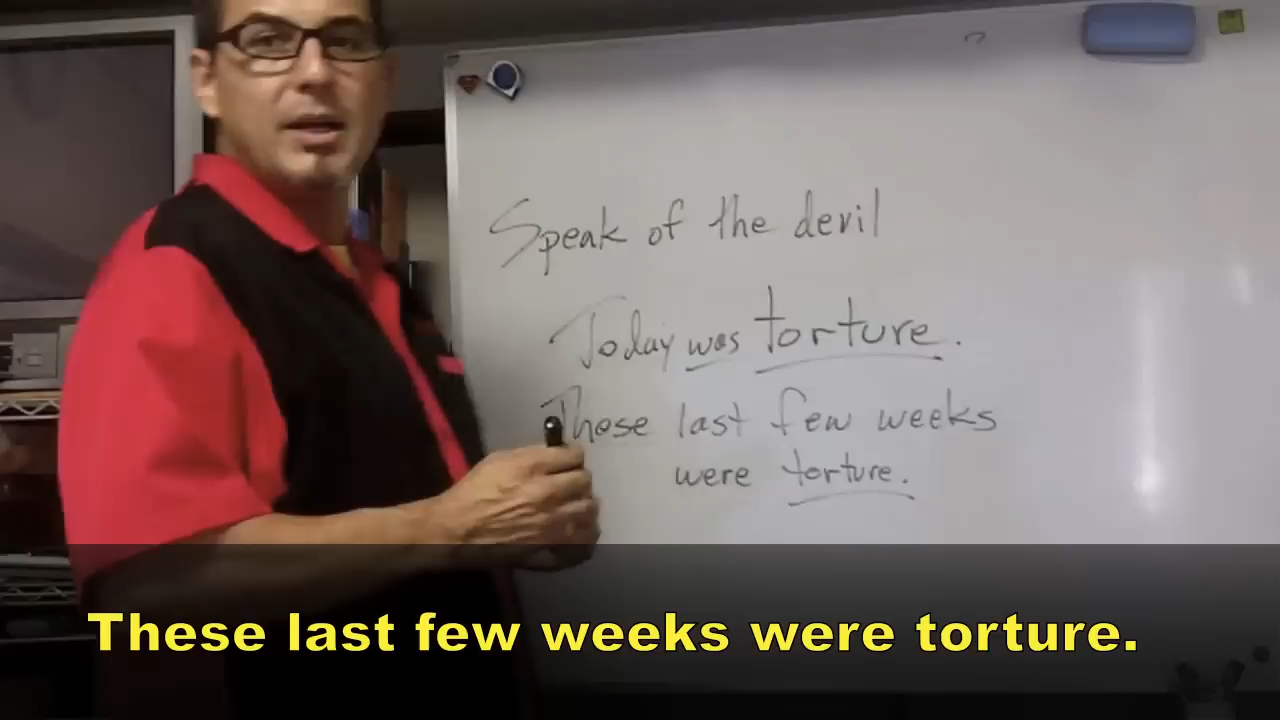 Speak of the devil
Today was torture.
These last few weeks
were torture.
These last few weeks were torture.